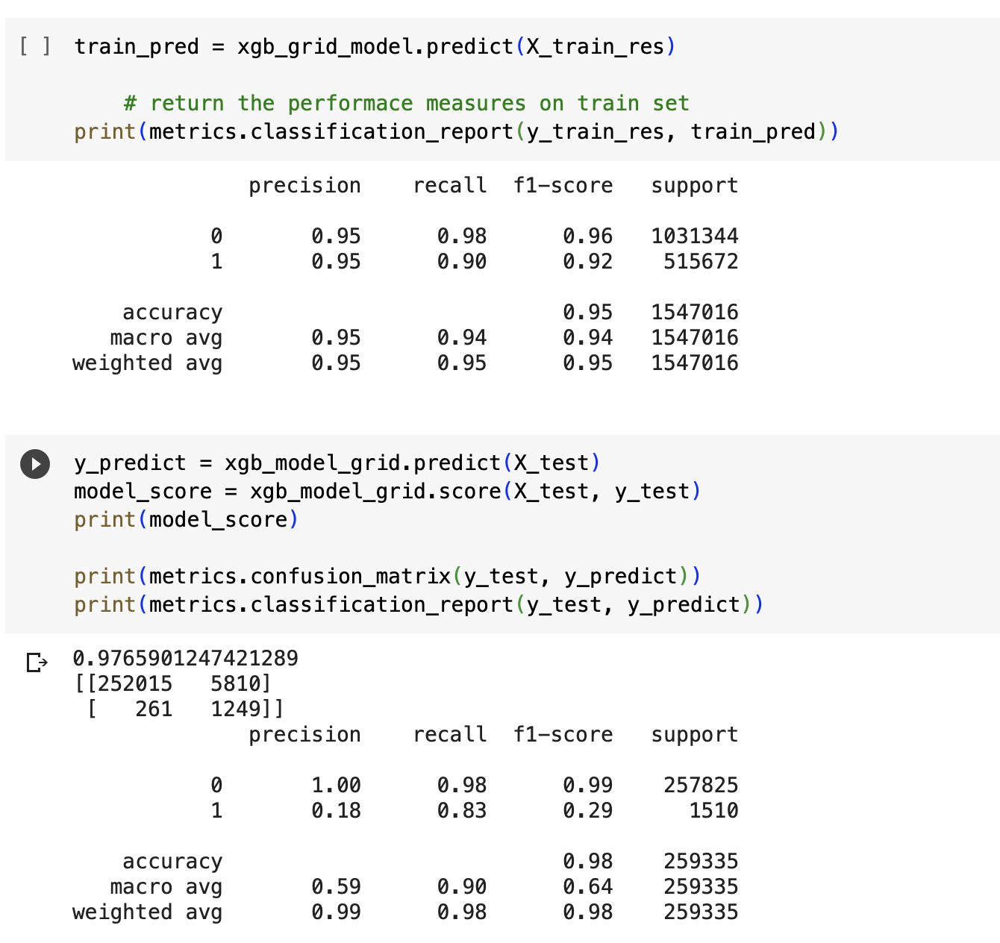 [ ] train_pred = xgb_grid_model.predict(X_train_res)
# return the performace measures on train set
print(metrics.classification_report(y_train_res, train_pred))
precision recall f1-score support
0 0.95 0.98 0.96 1031344
1 0.95 0.90 0.92 515672
accuracy 0.95 1547016
macro avg 0.95 0.94 0.94 1547016
weighted avg 0.95 0.95 0.95 1547016
y_predict = xgb_model_grid.predict(X_test)
model_score = xgb_model_grid.score(X_test, y_test)
print(model_score)
print(metrics.confusion_matrix(y_test, y_predict))
print(metrics.classification_report(y_test, y_predict))
0.9765901247421289
[[252015 5810]
[ 261 1249]]
precision recall f1-score support
0 1.00 0.98 0.99 257825
1 0.18 0.83 0.29 1510
accuracy 0.98 259335
macro avg 0.59 0.90 0.64 259335
weighted avg 0.99 0.98 0.98 259335